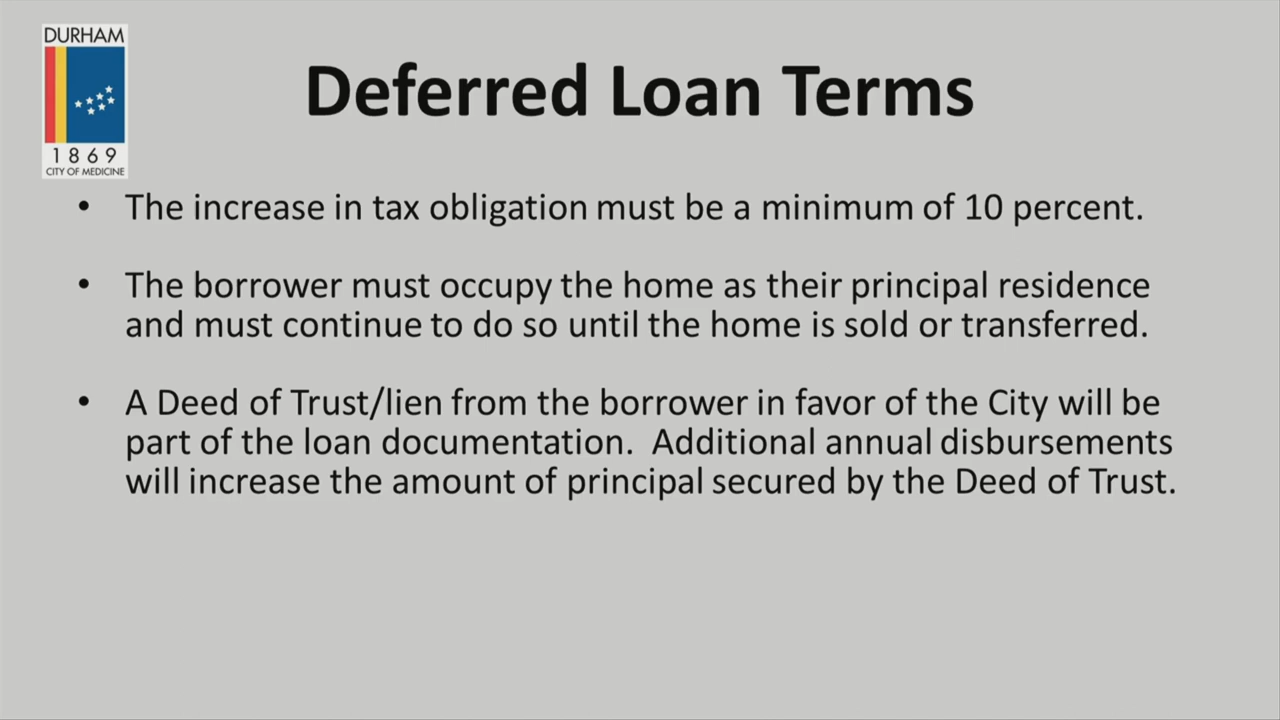 DURHAM
1869
CITY OF MEDICINE
Deferred Loan Terms
• The increase in tax obligation must be a minimum of 10 percent.
• The borrower must occupy the home as their principal residence
and must continue to do so until the home is sold or transferred.
• A Deed of Trust/lien from the borrower in favor of the City will be
part of the loan documentation.  Additional annual disbursements
will increase the amount of principal secured by the Deed of Trust.